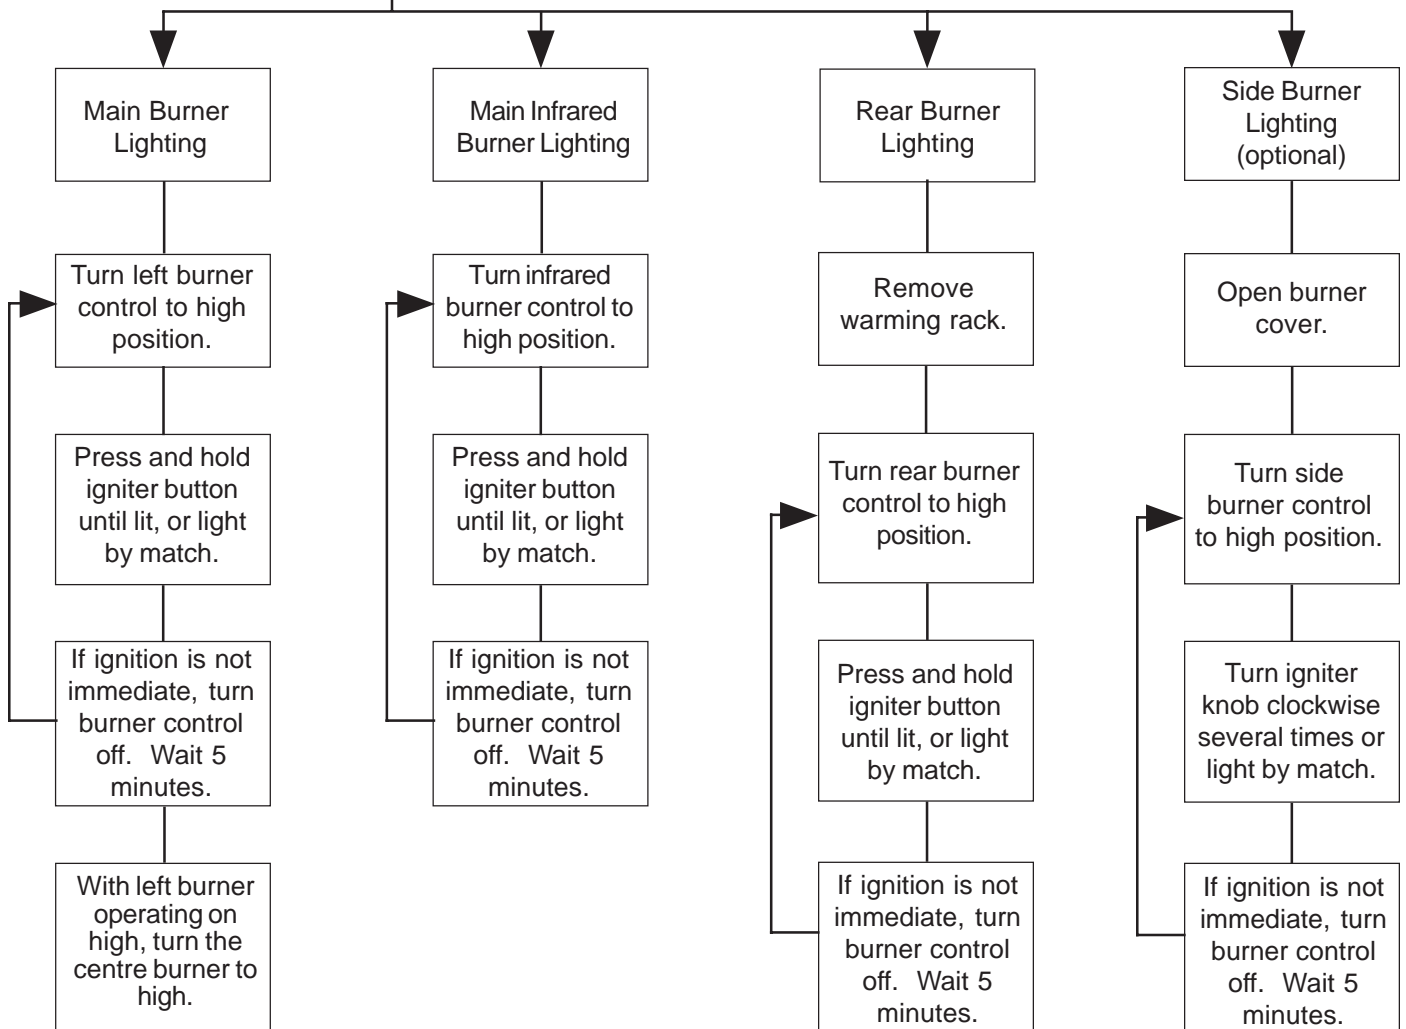 Main Burner
Lighting
Turn left burner
control to high
position.
Press and hold
igniter button
until lit, or light
by match.
If ignition is not
immediate, turn
burner control
off. Wait 5
minutes.
With left burner
operating on
high, turn the
centre burner to
high.
Main Infrared
Burner Lighting
Turn infrared
burner control to
high position.
Press and hold
igniter button
until lit, or light
by match.
If ignition is not
immediate, turn
burner control
off. Wait 5
minutes.
Rear Burner
Lighting
Remove
warming rack.
Turn rear burner
control to high
position.
Press and hold
igniter button
until lit, or light
by match.
If ignition is not
immediate, turn
burner control
off. Wait 5
minutes.
Side Burner
Lighting
(optional)
Open burner
cover.
Turn side
burner control
to high position.
Turn igniter
knob clockwise
several times or
light by match.
If ignition is not
immediate, turn
burner control
off. Wait 5
minutes.